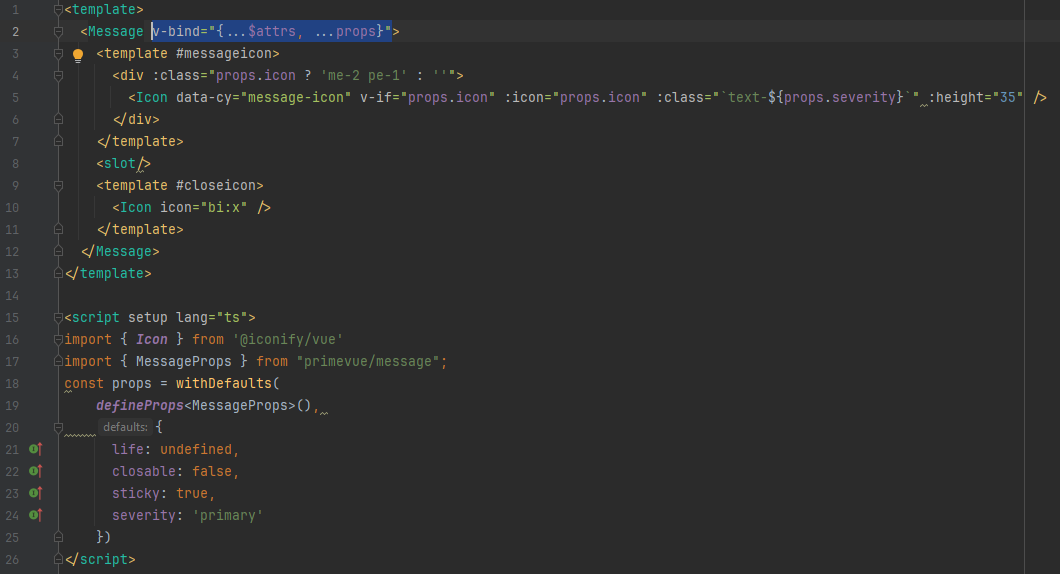 1 <template>
2 <Message v-bind="{...$attrs, ...props}">
3 <template #messageicon>
4 <div :class="props.icon ? 'me-2 pe-1' : ''">
5 <Icon data-cy="message-icon" v-if="props.icon" :icon="props.icon" :class="`text-${props.severity}`" :height="35" />
6 </div>
7 </template>
8 <slot/>
9 <template #closeicon>
10 <Icon icon="bi:x" />
11 </template>
12 </Message>
13 </template>
14
15 <script setup lang="ts">
16 import { Icon } from '@iconify/vue'
17 import { MessageProps } from "primevue/message";
18 const props = withDefaults(
19 defineProps<MessageProps>(),
20 defaults: {
21 life: undefined,
22 closable: false,
23 sticky: true,
24 severity: 'primary'
25 })
26 </script>